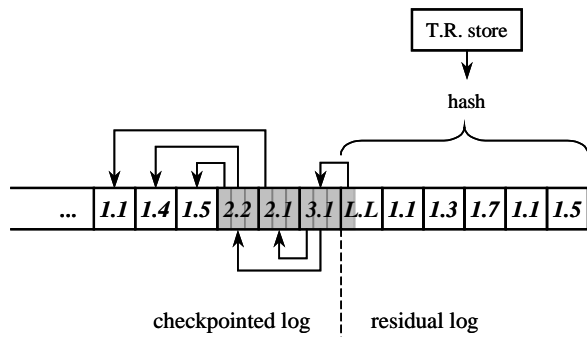 T.R. store
hash
... 1.1 1.4 1.5 2.2 2.1 3.1 L.L 1.1 1.3 1.7 1.1 1.5
checkpointed log residual log